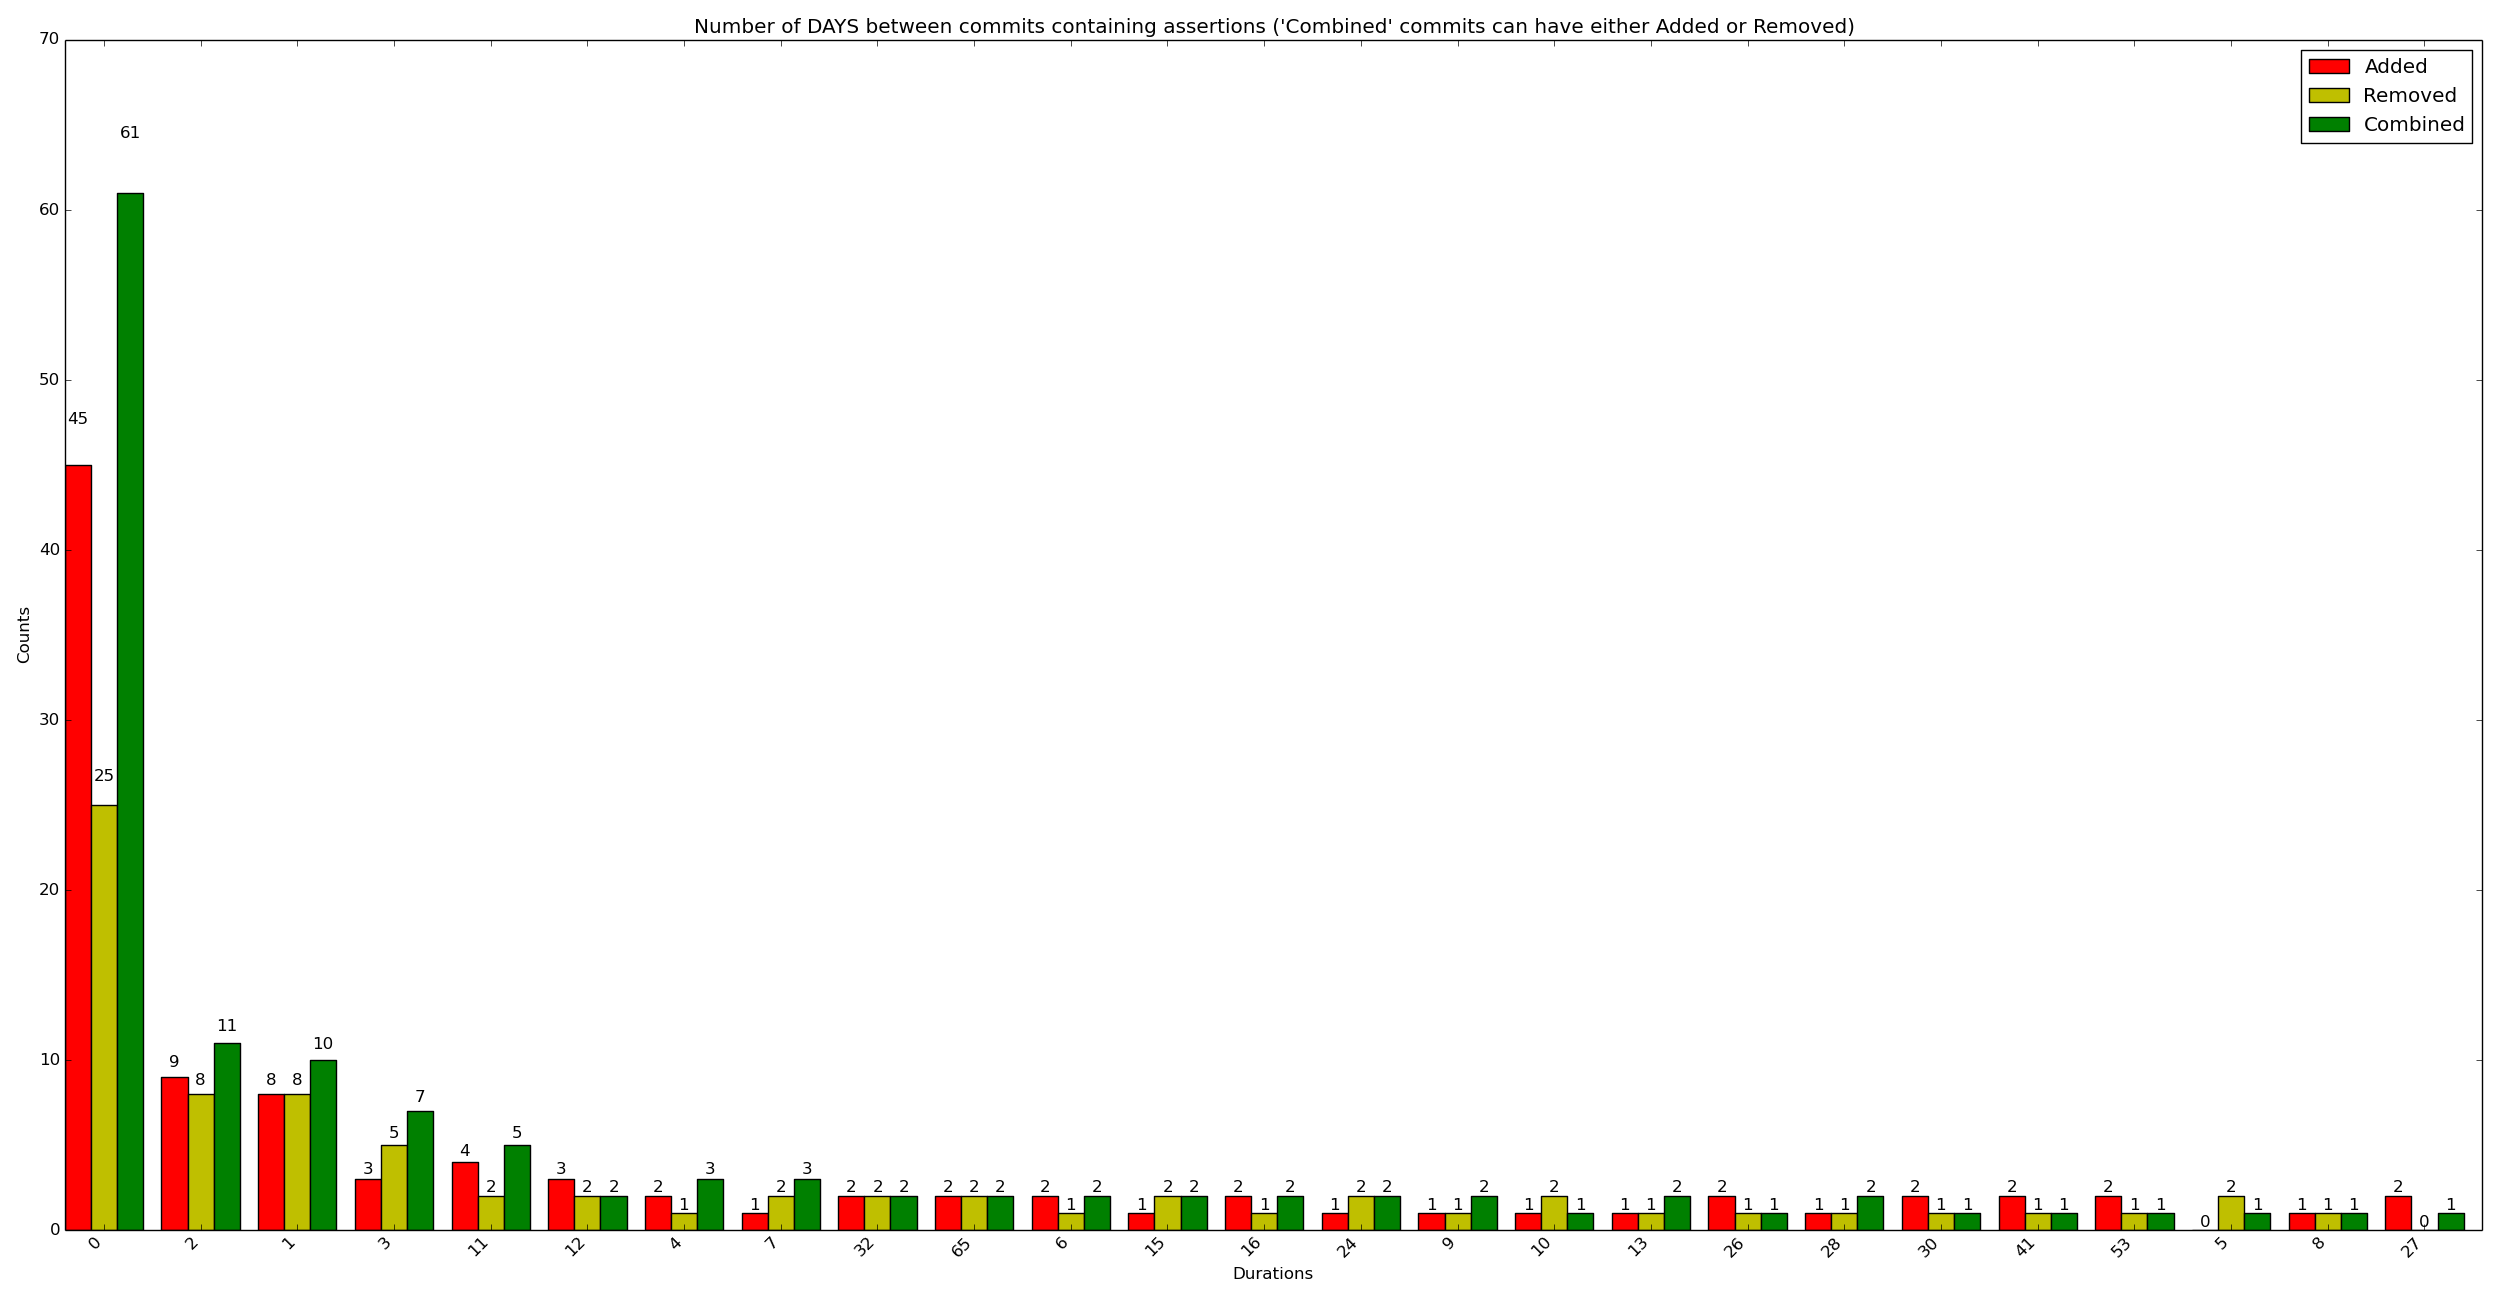 Number of DAYS between commits containing assertions ('Combined' commits can have either Added or Removed)
Added
Removed
Combined
Counts
70
60
50
40
30
20
10
0
45 25 61
9 8 11
8 8 10
3 5 7
4 2 5
3 2 2
2 1 3
1 2 3
2 2 2
2 2 2
2 1 2
1 2 2
2 1 2
1 2 2
1 1 2
1 2 1
1 1 2
2 1 1
1 1 2
2 1 1
2 1 1
2 1 1
0 2 1
1 1 1
2 0 1
0 2 1 3 11 12 4 7 32 65 6 15 16 24 9 10 13 26 28 30 41 53 5 8 27
Durations